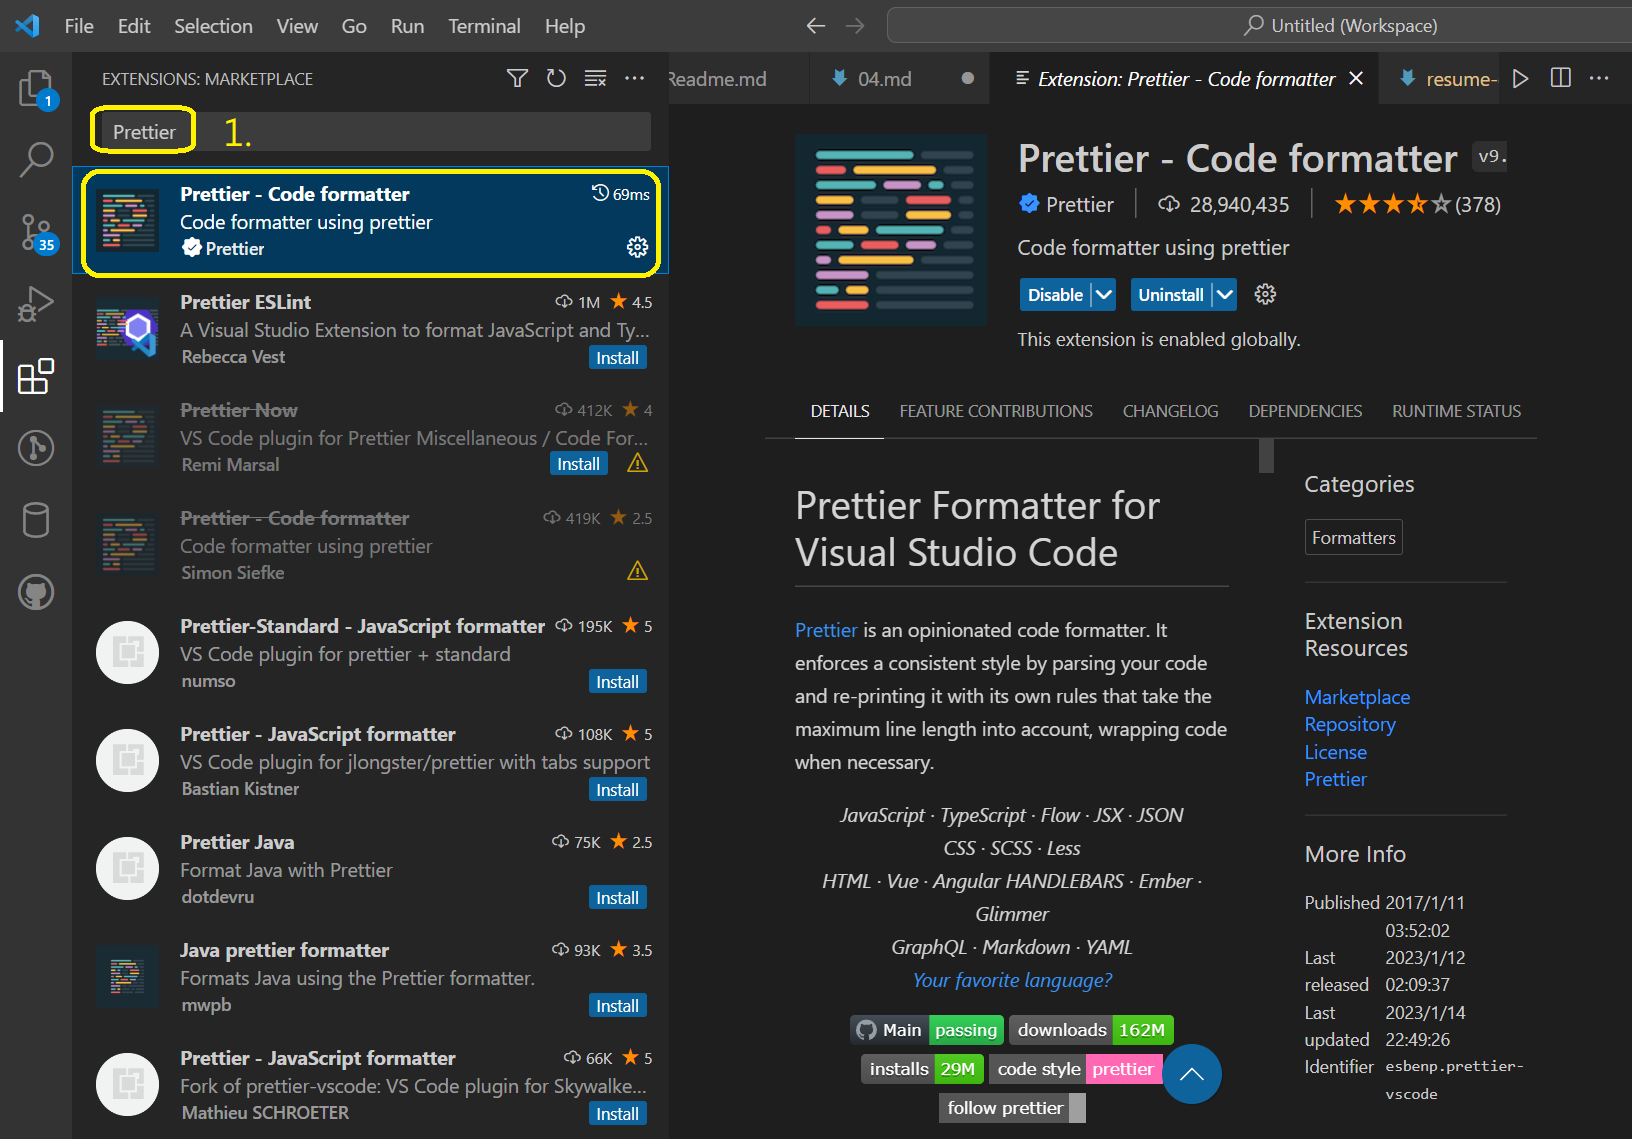 File Edit Selection View Go Run Terminal Help
Untitled (Workspace)
EXTENSIONS: MARKETPLACE
Prettier
1.
1
35
Prettier - Code formatter 69ms
Code formatter using prettier
Prettier
Prettier ESLint 1M 4.5
A Visual Studio Extension to format JavaScript and Ty...
Rebecca Vest Install
Prettier Now 412K 4
VS Code plugin for Prettier Miscellaneous / Code For...
Remi Marsal Install
Prettier - Code formatter 419K 2.5
Code formatter using prettier
Simon Siefke
Prettier-Standard - JavaScript formatter 195K 5
VS Code plugin for prettier + standard
numso Install
Prettier - JavaScript formatter 108K 5
VS Code plugin for jlongster/prettier with tabs support
Bastian Kistner Install
Prettier Java 75K 2.5
Format Java with Prettier
dotdevru Install
Java prettier formatter 93K 3.5
Formats Java using the Prettier formatter.
mwpb Install
Prettier - JavaScript formatter 66K 5
Fork of prettier-vscode: VS Code plugin for Skywalke...
Mathieu SCHROETER Install
Readme.md 04.md Extension: Prettier - Code formatter resume-
Prettier - Code formatter v9.
Prettier 28,940,435 (378)
Code formatter using prettier
Disable Uninstall
This extension is enabled globally.
DETAILS FEATURE CONTRIBUTIONS CHANGELOG DEPENDENCIES RUNTIME STATUS
Prettier Formatter for
Visual Studio Code
Prettier is an opinionated code formatter. It
enforces a consistent style by parsing your code
and re-printing it with its own rules that take the
maximum line length into account, wrapping code
when necessary.
JavaScript · TypeScript · Flow · JSX · JSON
CSS · SCSS · Less
HTML · Vue · Angular HANDLEBARS · Ember ·
Glimmer
GraphQL · Markdown · YAML
Your favorite language?
Main passing downloads 162M
installs 29M code style prettier
follow prettier
Categories
Formatters
Extension
Resources
Marketplace
Repository
License
Prettier
More Info
Published 2017/1/11
03:52:02
Last 2023/1/12
released 02:09:37
Last 2023/1/14
updated 22:49:26
Identifier esbenp.prettier-
vscode